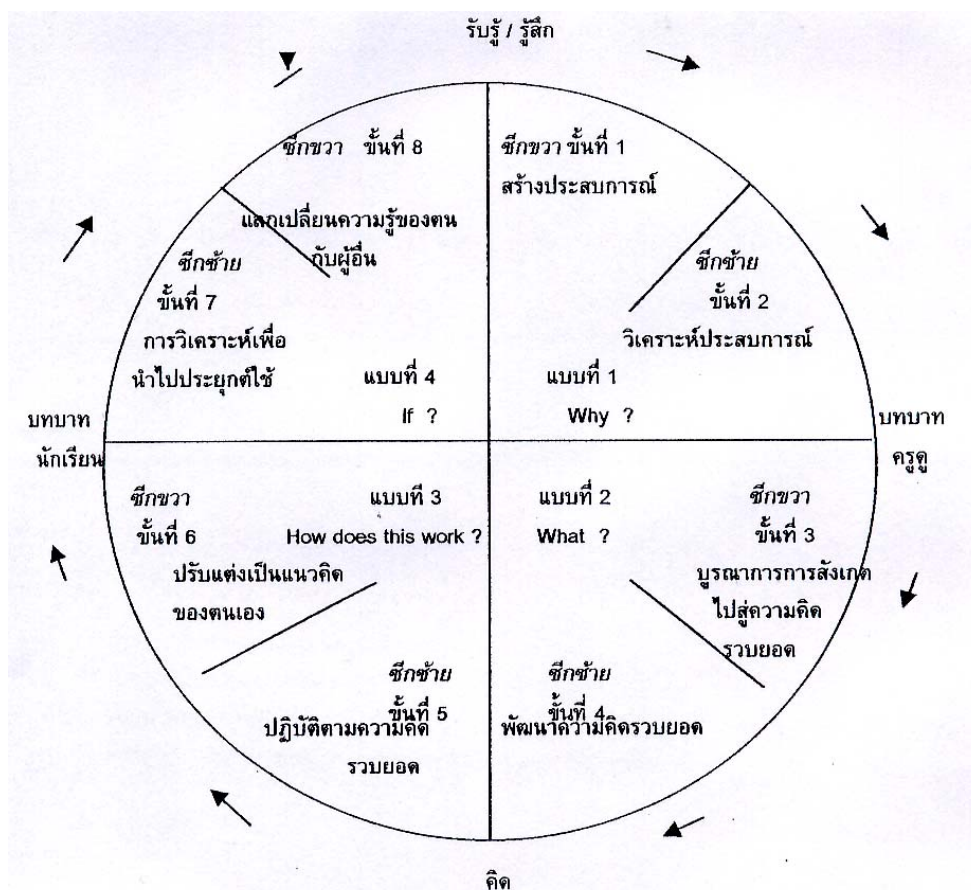 รับรู้ / รู้สึก
ซีกขวา ขั้นที่ 8
แลกเปลี่ยนความรู้ของตน
กับผู้อื่น
ซีกขวา ขั้นที่ 1
สร้างประสบการณ์
ซีกซ้าย
ขั้นที่ 7
การวิเคราะห์เพื่อ
นำไปประยุกต์ใช้
ซีกซ้าย
ขั้นที่ 2
วิเคราะห์ประสบการณ์
แบบที่ 4
If ?
แบบที่ 1
Why ?
บทบาท
นักเรียน
บทบาท
ครูดู
ซีกขวา
ขั้นที่ 6
ปรับแต่งเป็นแนวคิด
ของตนเอง
แบบที่ 3
How does this work ?
แบบที่ 2
What ?
ซีกขวา
ขั้นที่ 3
บูรณาการการสังเกต
ไปสู่ความคิด
รวบยอด
ซีกซ้าย
ขั้นที่ 5
ปฏิบัติตามความคิด
รวบยอด
ซีกซ้าย
ขั้นที่ 4
พัฒนาความคิดรวบยอด
คิด